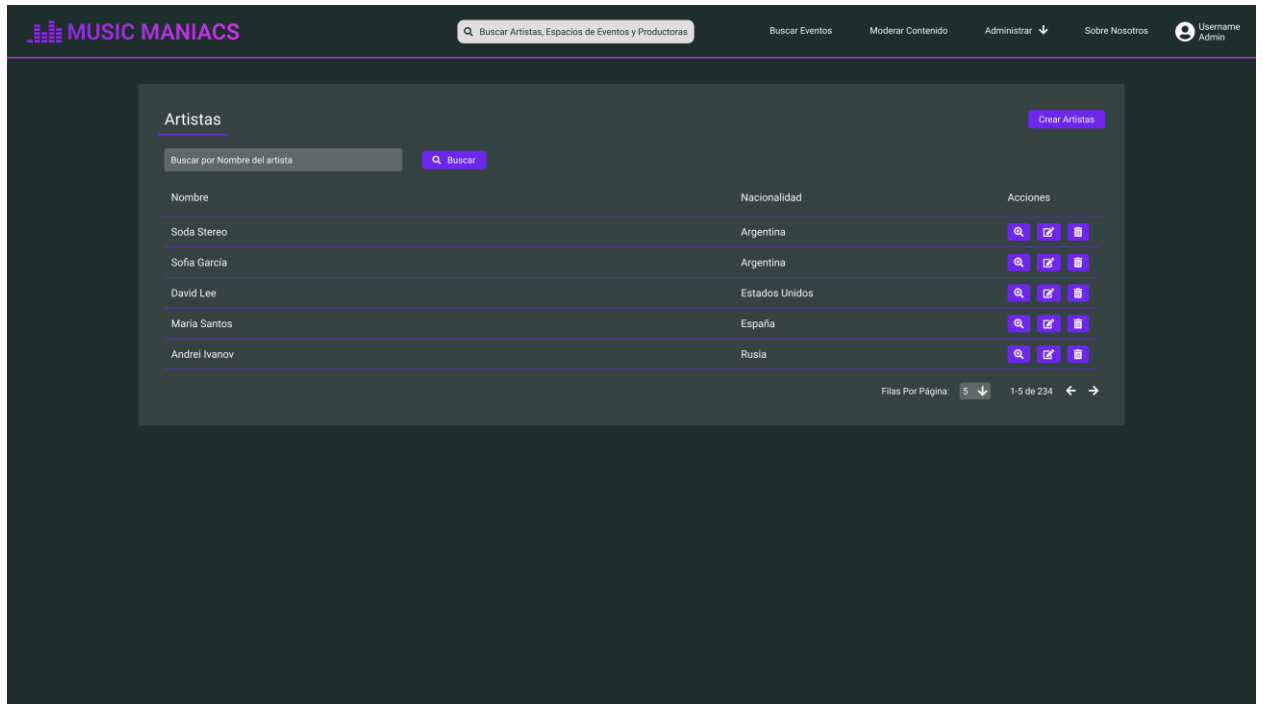 MUSIC MANIACS
Buscar Artistas, Espacios de Eventos y Productoras
Buscar Eventos
Moderar Contenido
Administrar
Sobre Nosotros
Username
Admin
Artistas
Crear Artistas
Buscar por Nombre del artista
Buscar
Nombre Nacionalidad Acciones
Soda Stereo Argentina
Sofia García Argentina
David Lee Estados Unidos
Maria Santos España
Andrei Ivanov Rusia
Filas Por Página: 5 1-5 de 234